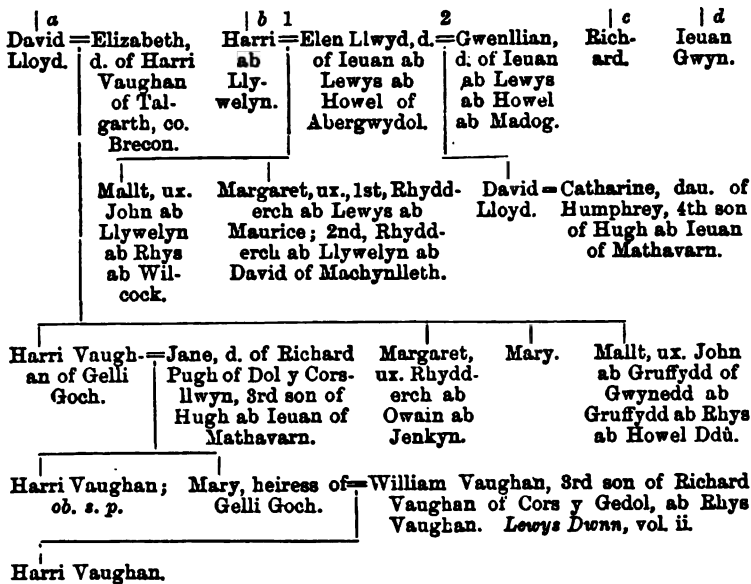 a b 1 2 c d
David = Elizabeth, Harri = Elen Llwyd, d. = Gwenllian, Rich- Ieuan
Lloyd. d. of Harri ab of Ieuan ab d. of Ieuan ard. Gwyn.
Vaughan Lly- Lewys ab ab Lewys
of Tal- welyn. Howel of ab Howel
garth, co. Abergwydol. ab Madog.
Brecon.
Mallt, ux. Margaret, ux., 1st, Rhydd- David = Catharine, dau. of
John ab erch ab Lewys ab Lloyd. Humphrey, 4th son
Llywelyn Maurice; 2nd, Rhydd- of Hugh ab Ieuan
ab Rhys erch ab Llywelyn ab of Mathavarn.
ab Wil- David of Machynlleth.
cock.
Harri Vaugh- = Jane, d. of Richard Margaret, Mary. Mallt, ux. John
an of Gelli Pugh of Dol y Cors- ux. Rhydd- ab Gruffydd of
Goch. llwyn, 3rd son of erch ab Gwynedd ab
Hugh ab Ieuan of Owain ab Gruffydd ab Rhys
Mathavarn. Jenkyn. ab Howel Ddû.
Harri Vaughan; Mary, heiress of = William Vaughan, 3rd son of Richard
ob. s. p. Gelli Goch. Vaughan of Cors y Gedol, ab Rhys
Vaughan. Lewys Dwnn, vol. ii.
Harri Vaughan.